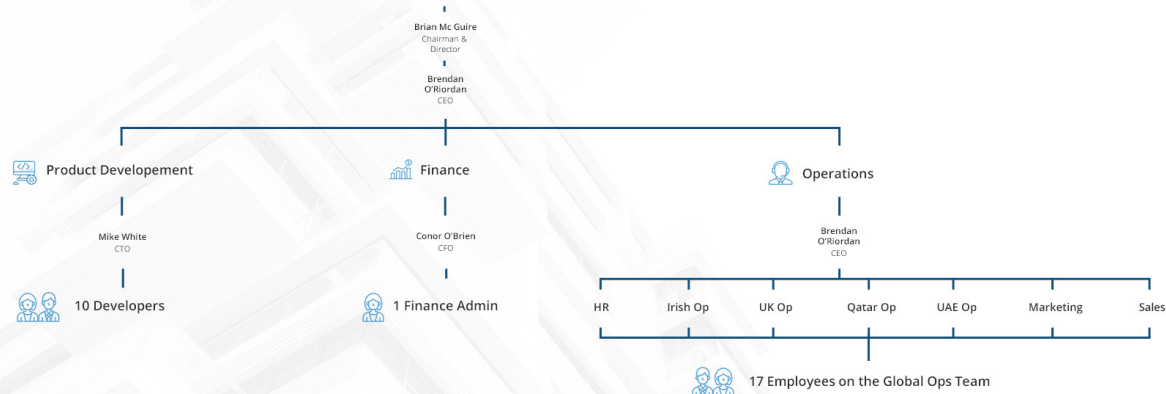 Brian Mc Guire
Chairman &
Director
Brendan
O'Riordan
CEO
Product Developement
Finance
Operations
Mike White
CTO
Conor O'Brien
CFO
Brendan
O'Riordan
CEO
10 Developers
1 Finance Admin
HR
Irish Op
UK Op
Qatar Op
UAE Op
Marketing
Sales
17 Employees on the Global Ops Team